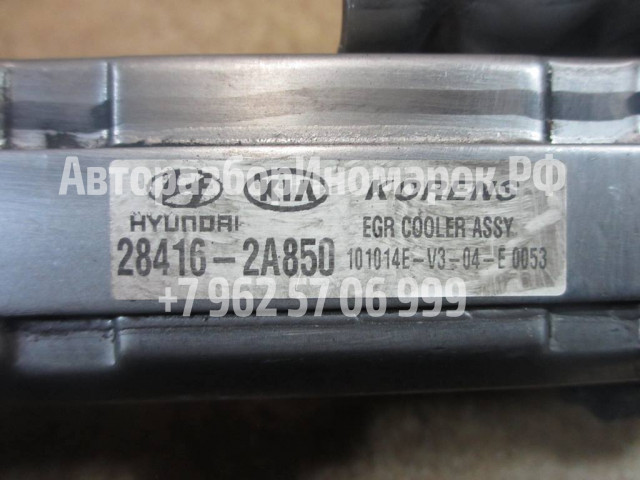 Авторазбор Иномарок.РФ
KIA KORENS
HYUNDAI EGR COOLER ASSY
28416-2A850 101014E-V3-04-E 0053
+7 962 57 06 999